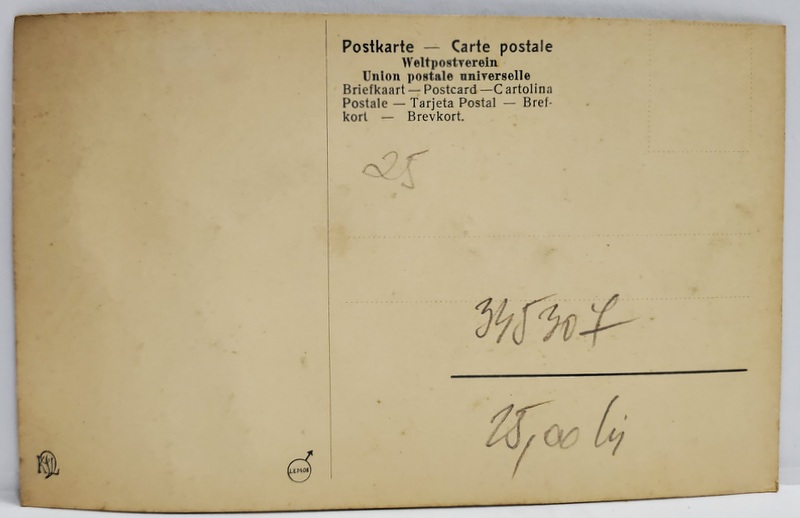 Postkarte — Carte postale
Weltpostverein
Union postale universelle
Briefkaart — Postcard — Cartolina
Postale — Tarjeta Postal — Bref-
kort — Brevkort.
25
345307
25,00 lij